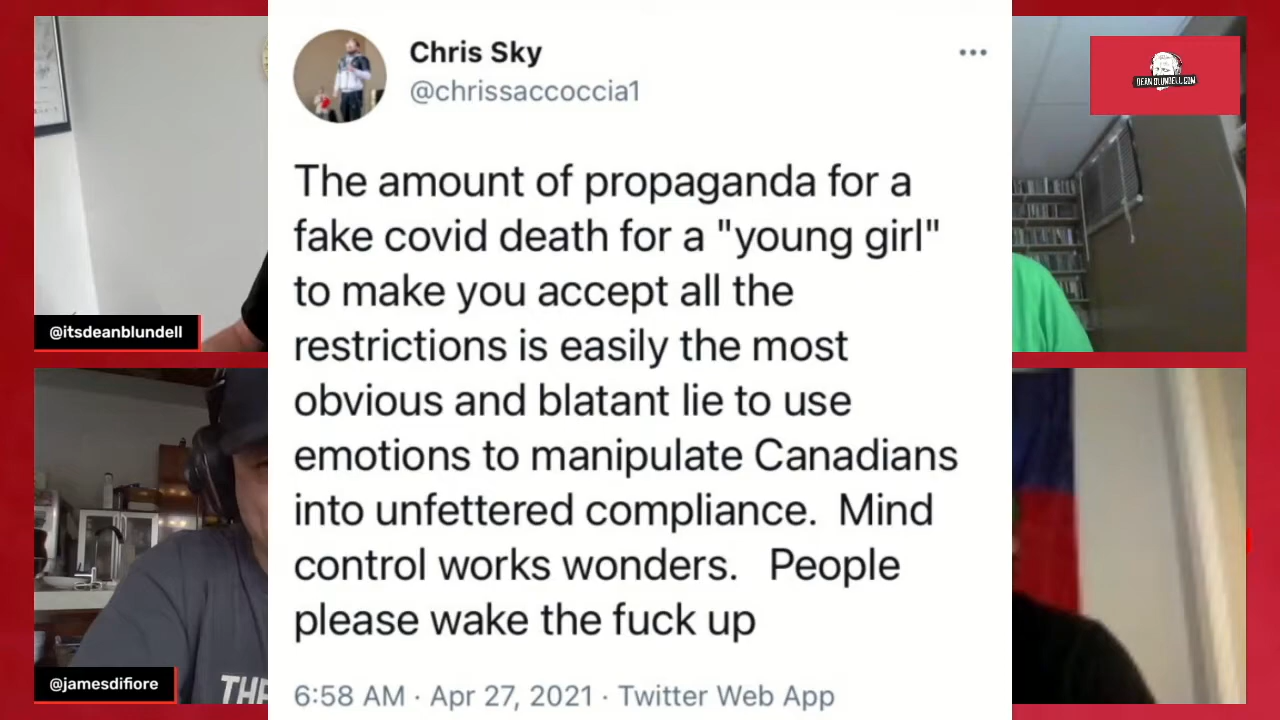 Chris Sky
@chrissaccoccia1
The amount of propaganda for a
fake covid death for a "young girl"
to make you accept all the
restrictions is easily the most
obvious and blatant lie to use
emotions to manipulate Canadians
into unfettered compliance.  Mind
control works wonders.   People
please wake the fuck up
6:58 AM · Apr 27, 2021 · Twitter Web App
@itsdeanblundell
@jamesdifiore
DEANBLUNDELL.COM